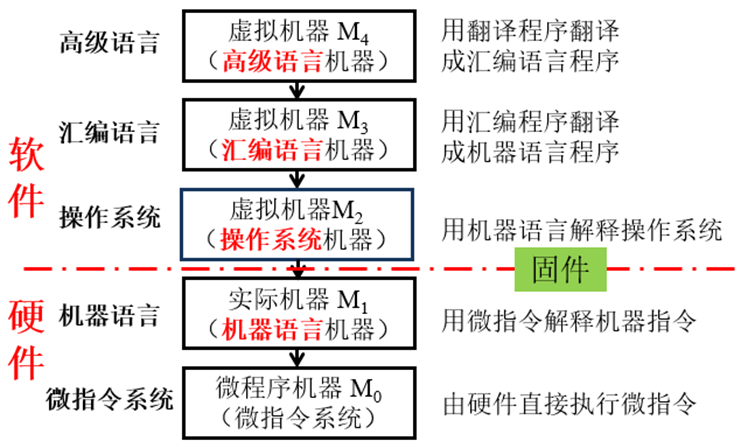 高级语言
虚拟机器 M4
(高级语言机器)
用翻译程序翻译
成汇编语言程序
软件
汇编语言
虚拟机器 M3
(汇编语言机器)
用汇编程序翻译
成机器语言程序
操作系统
虚拟机器M2
(操作系统机器)
用机器语言解释操作系统
固件
硬件
机器语言
实际机器 M1
(机器语言机器)
用微指令解释机器指令
微指令系统
微程序机器 M0
(微指令系统)
由硬件直接执行微指令